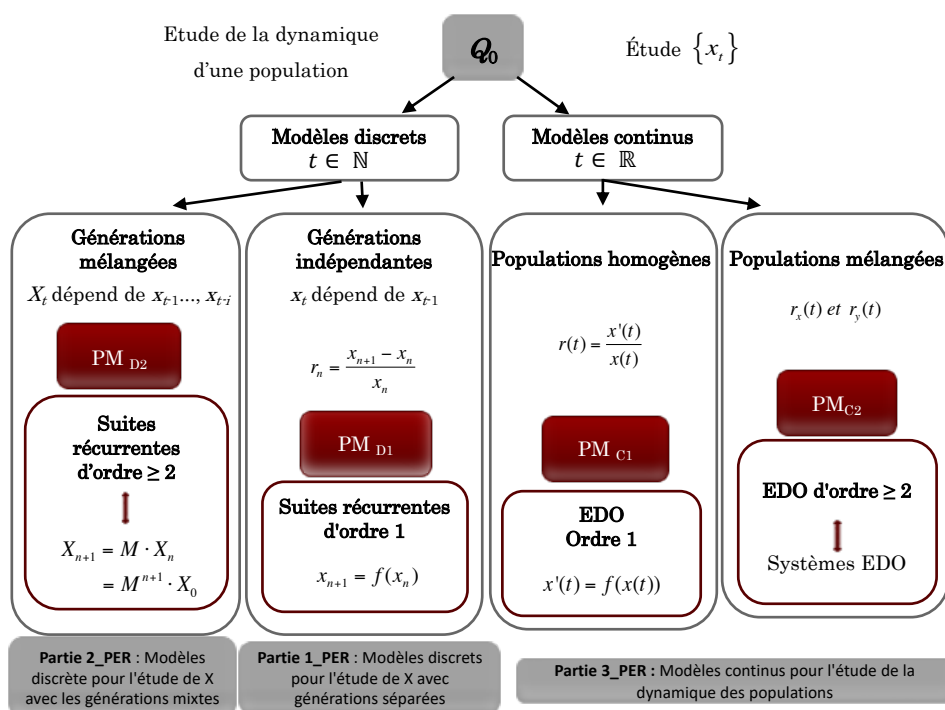 Etude de la dynamique
d'une population
Q₀
Étude {xₜ}
Modèles discrets
t ∈ ℕ
Modèles continus
t ∈ ℝ
Générations
mélangées
Xₜ dépend de xₜ₋₁..., xₜ₋ᵢ
PM D2
Suites
récurrentes
d'ordre ≥ 2
Xₙ₊₁ = M · Xₙ
= Mⁿ⁺¹ · X₀
Générations
indépendantes
xₜ dépend de xₜ₋₁
rₙ = (xₙ₊₁ − xₙ) / xₙ
PM D1
Suites récurrentes
d'ordre 1
xₙ₊₁ = f(xₙ)
Populations homogènes
r(t) = x'(t) / x(t)
PM C1
EDO
Ordre 1
x'(t) = f(x(t))
Populations mélangées
rₓ(t) et r_y(t)
PM C2
EDO d'ordre ≥ 2
Systèmes EDO
Partie 2_PER : Modèles
discrète pour l'étude de X
avec les générations mixtes
Partie 1_PER : Modèles discrets
pour l'étude de X avec
générations séparées
Partie 3_PER : Modèles continus pour l'étude de la
dynamique des populations